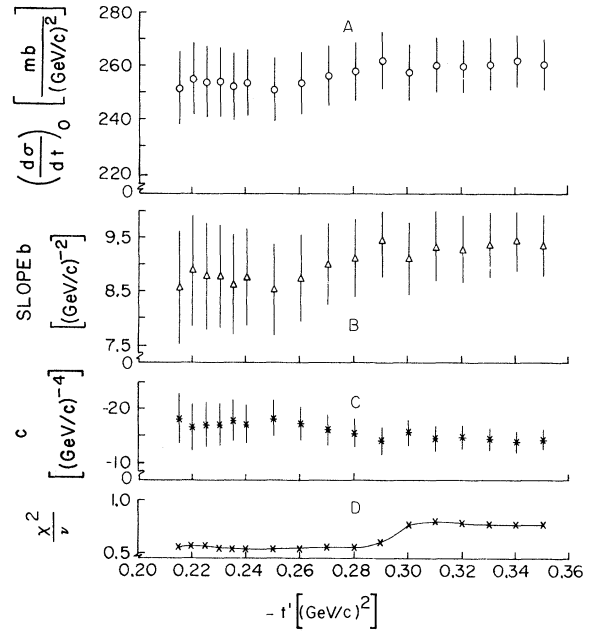 280
260
240
220
0
(dσ/dt)₀ [mb/(GeV/c)²]
A
9.5
8.5
7.5
0
SLOPE b [(GeV/c)⁻²]
B
-20
-10
0
c [(GeV/c)⁻⁴]
C
1.0
0.5
χ²/ν
D
0.20 0.22 0.24 0.26 0.28 0.30 0.32 0.34 0.36
- t' [(GeV/c)²]